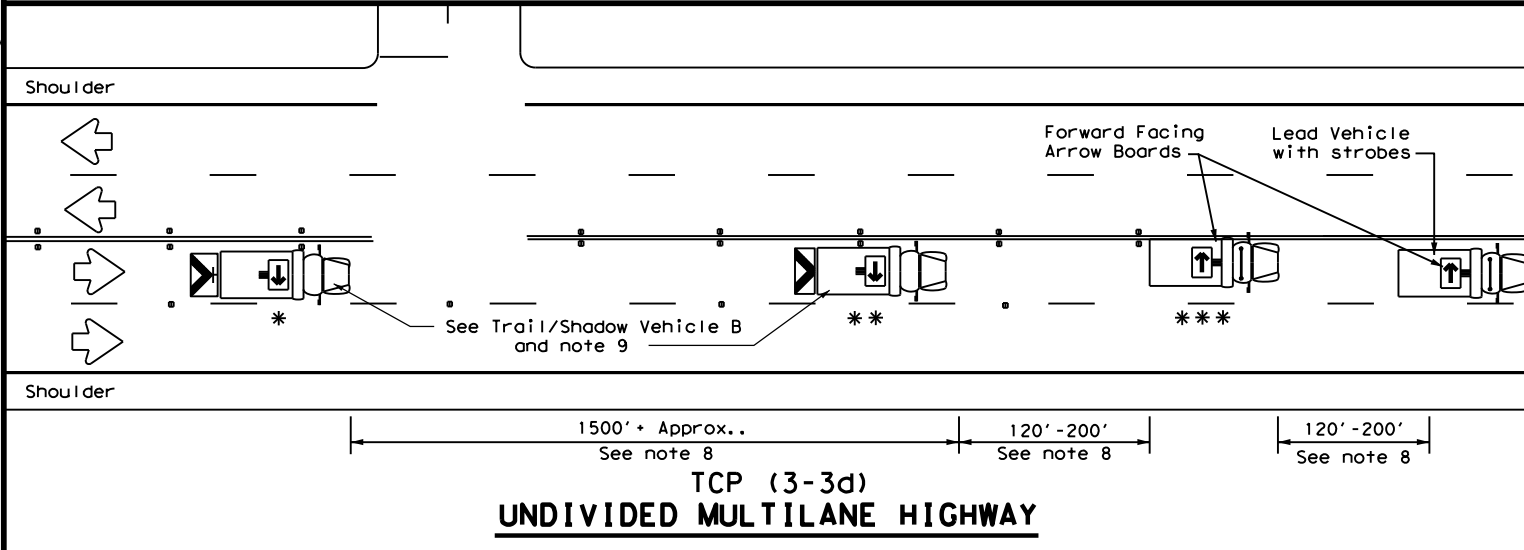 Shoulder
Forward Facing
Arrow Boards
Lead Vehicle
with strobes
*
* *
* * *
See Trail/Shadow Vehicle B
and note 9
Shoulder
1500'+ Approx..
See note 8
120'-200'
See note 8
120'-200'
See note 8
TCP (3-3d)
UNDIVIDED MULTILANE HIGHWAY